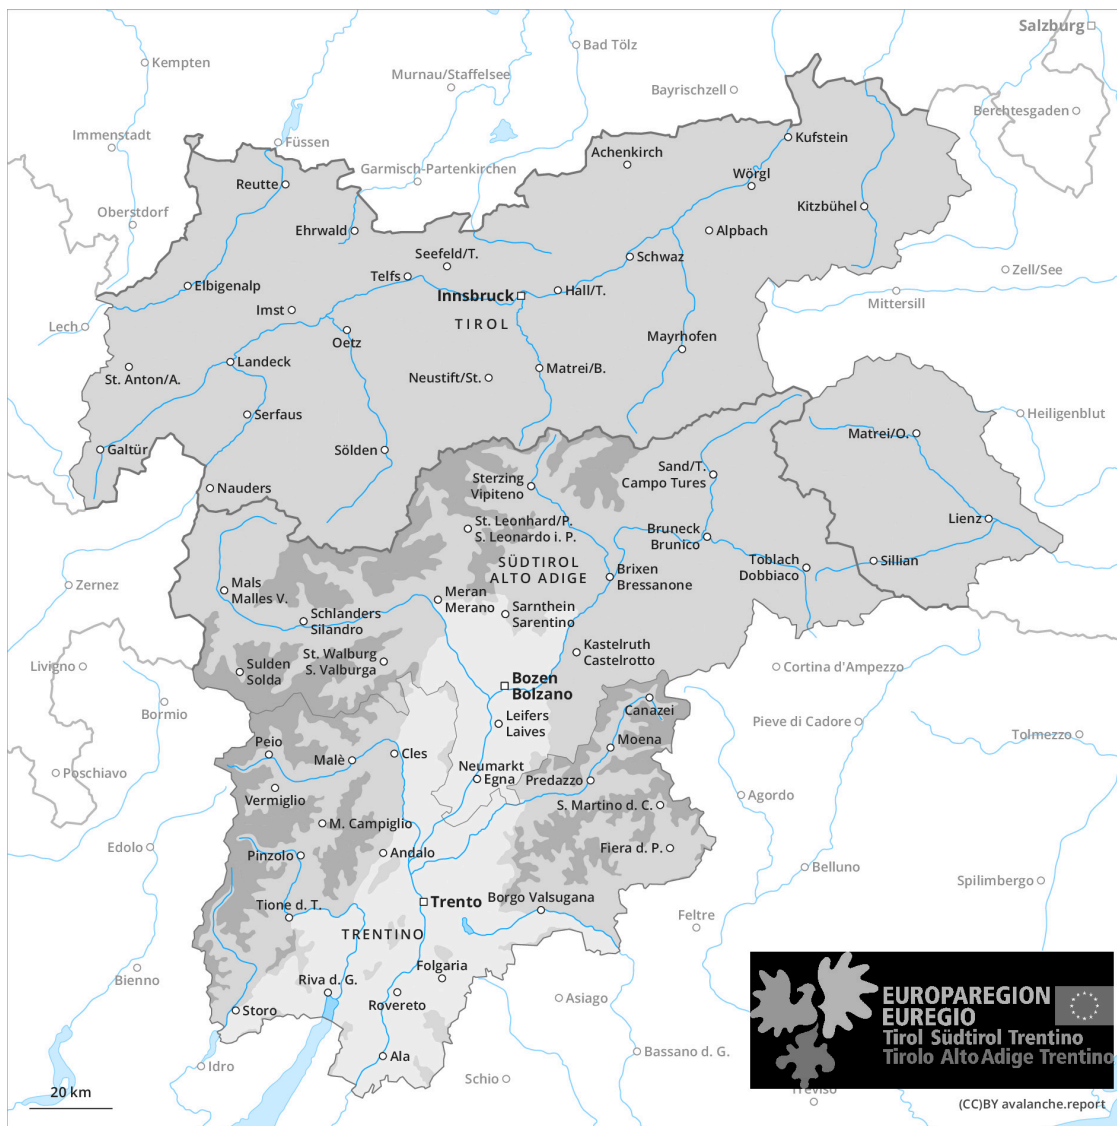 Salzburg
Bad Tölz
Kempten
Murnau/Staffelsee
Bayrischzell
Berchtesgaden
Immenstadt
Füssen
Kufstein
Achenkirch
Garmisch-Partenkirchen
Wörgl
Reutte
Oberstdorf
Kitzbühel
Ehrwald
Alpbach
Seefeld/T.
Schwaz
Telfs
Zell/See
Elbigenalp
Hall/T.
Innsbruck
Mittersill
Imst
TIROL
Lech
Oetz
Mayrhofen
Landeck
Matrei/B.
St. Anton/A.
Neustift/St.
Serfaus
Heiligenblut
Matrei/O.
Galtür
Sölden
Sand/T.
Campo Tures
Sterzing
Vipiteno
Nauders
St. Leonhard/P.
S. Leonardo i. P.
Lienz
Bruneck
Brunico
SÜDTIROL
ALTO ADIGE
Toblach
Dobbiaco
Sillian
Brixen
Bressanone
Zernez
Mals
Malles V.
Meran
Merano
Schlanders
Silandro
Sarnthein
Sarentino
Kastelruth
Castelrotto
St. Walburg
S. Valburga
Livigno
Sulden
Solda
Cortina d'Ampezzo
Bozen
Bolzano
Canazei
Bormio
Leifers
Laives
Pieve di Cadore
Tolmezzo
Peio
Moena
Cles
Malè
Poschiavo
Neumarkt
Egna
Predazzo
Vermiglio
Agordo
S. Martino d. C.
M. Campiglio
Edolo
Pinzolo
Andalo
Fiera d. P.
Belluno
Spilimbergo
Trento
Borgo Valsugana
Tione d. T.
Feltre
TRENTINO
Bienno
Folgaria
Riva d. G.
Rovereto
Asiago
Storo
EUROPAREGION
EUREGIO
Tirol Südtirol Trentino
Tirolo Alto Adige Trentino
Ala
Bassano d. G.
Idro
Schio
Treviso
20 km
(CC)BY avalanche.report